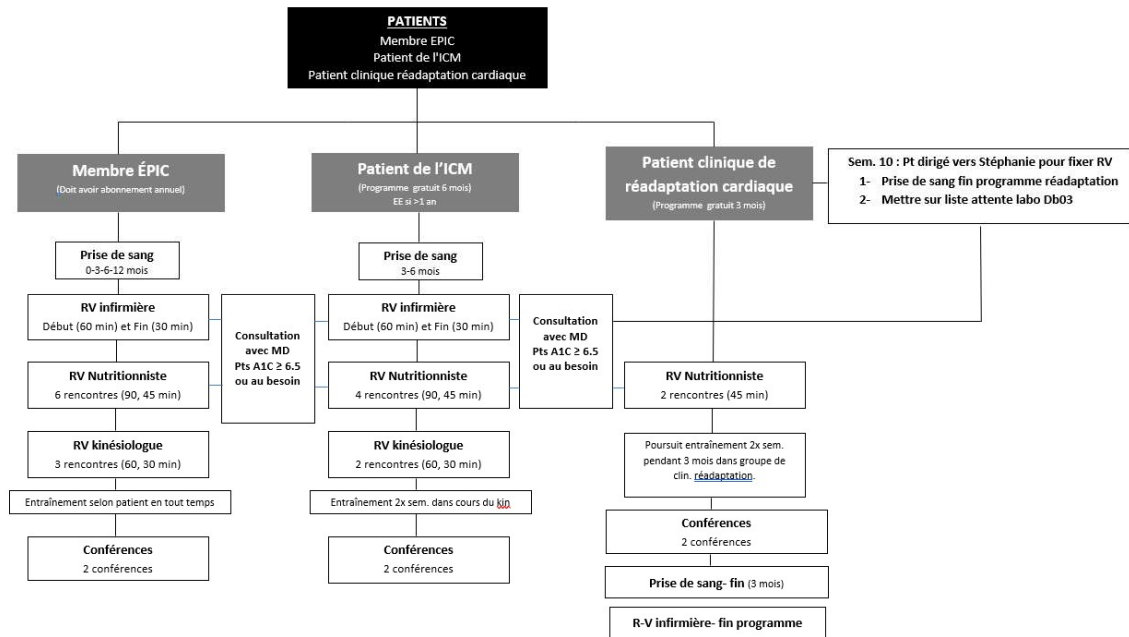 PATIENTS
Membre EPIC
Patient de l'ICM
Patient clinique réadaptation cardiaque
Membre ÉPIC
(Doit avoir abonnement annuel)
Prise de sang
0-3-6-12 mois
RV infirmière
Début (60 min) et Fin (30 min)
RV Nutritionniste
6 rencontres (90, 45 min)
RV kinésiologue
3 rencontres (60, 30 min)
Entraînement selon patient en tout temps
Conférences
2 conférences
Consultation
avec MD
Pts A1C ≥ 6.5
ou au besoin
Patient de l'ICM
(Programme gratuit 6 mois)
EE si >1 an
Prise de sang
3-6 mois
RV infirmière
Début (60 min) et Fin (30 min)
RV Nutritionniste
4 rencontres (90, 45 min)
RV kinésiologue
2 rencontres (60, 30 min)
Entraînement 2x sem. dans cours du kin
Conférences
2 conférences
Consultation
avec MD
Pts A1C ≥ 6.5
ou au besoin
Patient clinique de
réadaptation cardiaque
(Programme gratuit 3 mois)
RV Nutritionniste
2 rencontres (45 min)
Poursuit entraînement 2x sem.
pendant 3 mois dans groupe de
clin. réadaptation.
Conférences
2 conférences
Prise de sang- fin (3 mois)
R-V infirmière- fin programme
Sem. 10 : Pt dirigé vers Stéphanie pour fixer RV
1- Prise de sang fin programme réadaptation
2- Mettre sur liste attente labo Db03